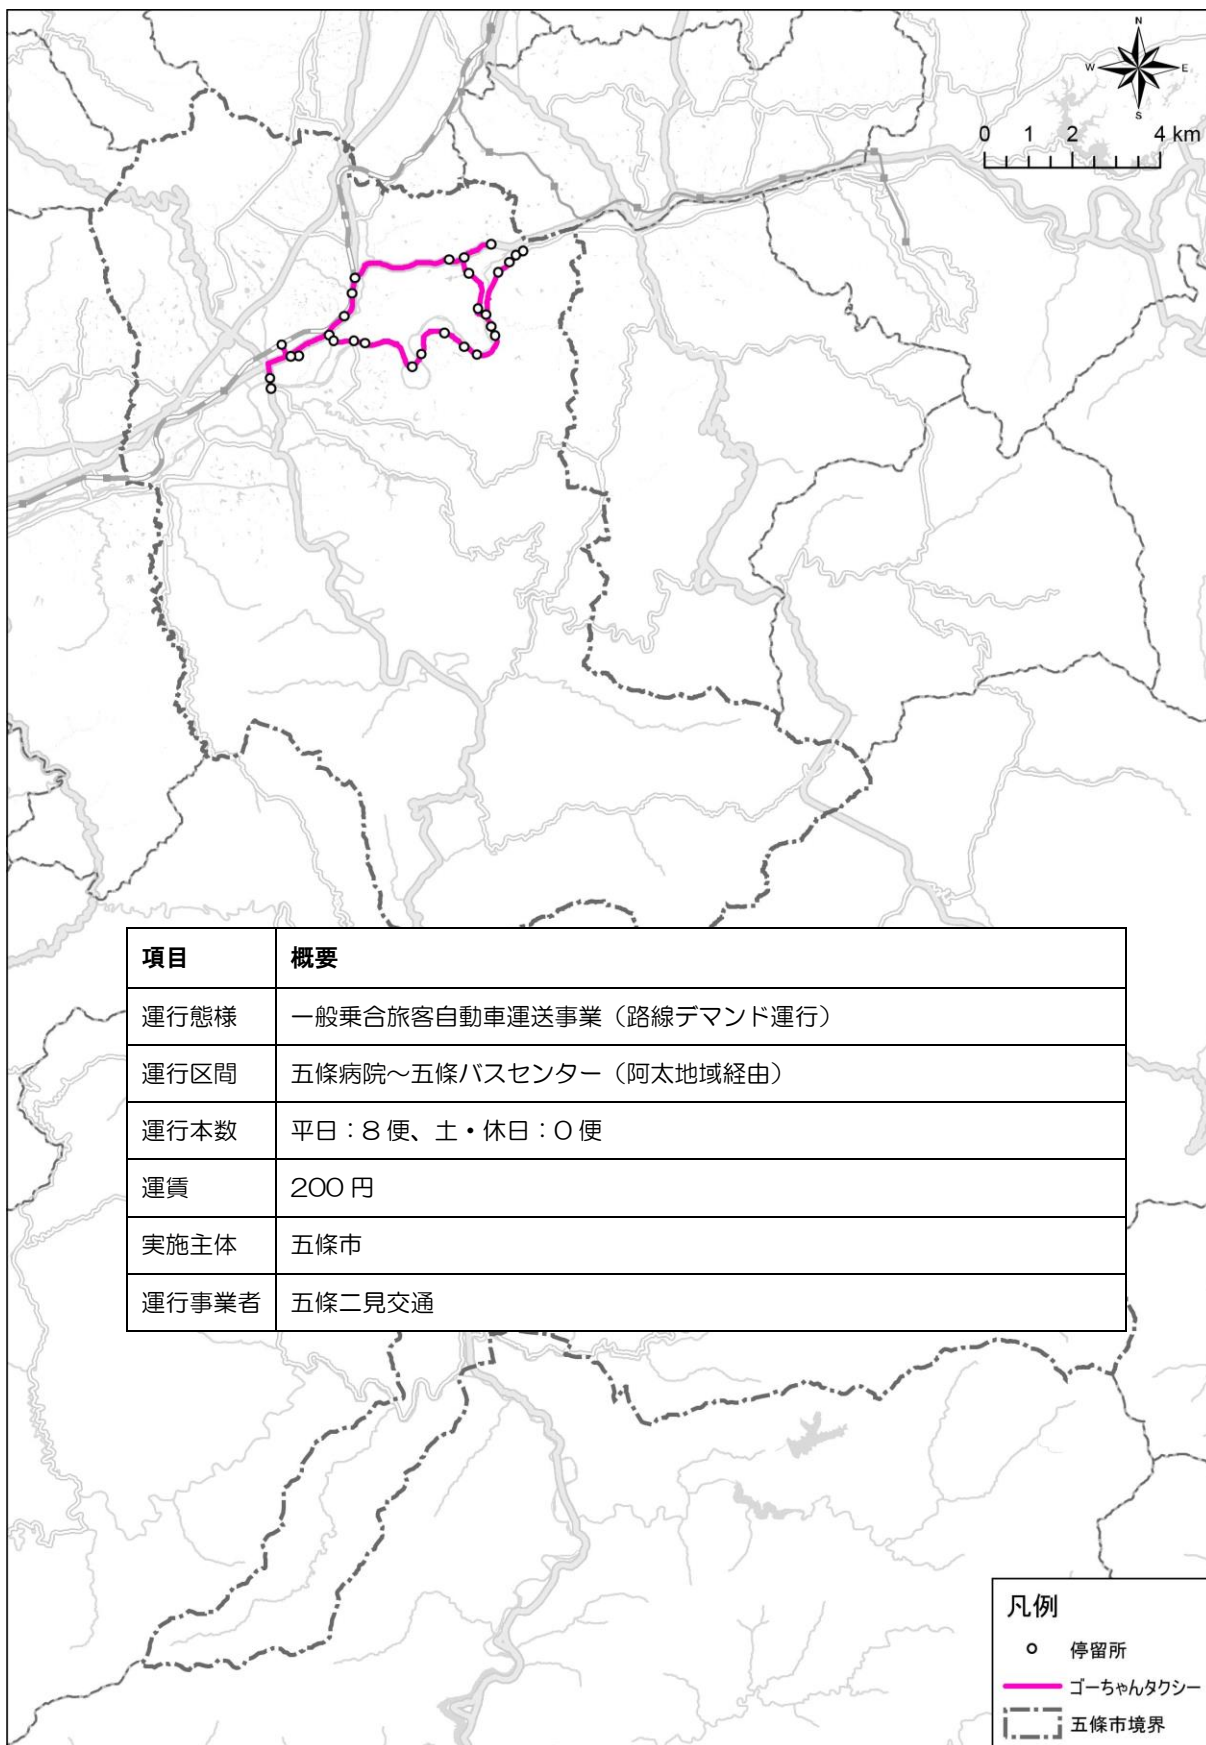 N
W E
S
0 1 2 4 km
項目 概要
運行態様 一般乗合旅客自動車運送事業（路線デマンド運行）
運行区間 五條病院～五條バスセンター（阿太地域経由）
運行本数 平日：8 便、土・休日：0 便
運賃 200 円
実施主体 五條市
運行事業者 五條二見交通
凡例
停留所
ゴーちゃんタクシー
五條市境界